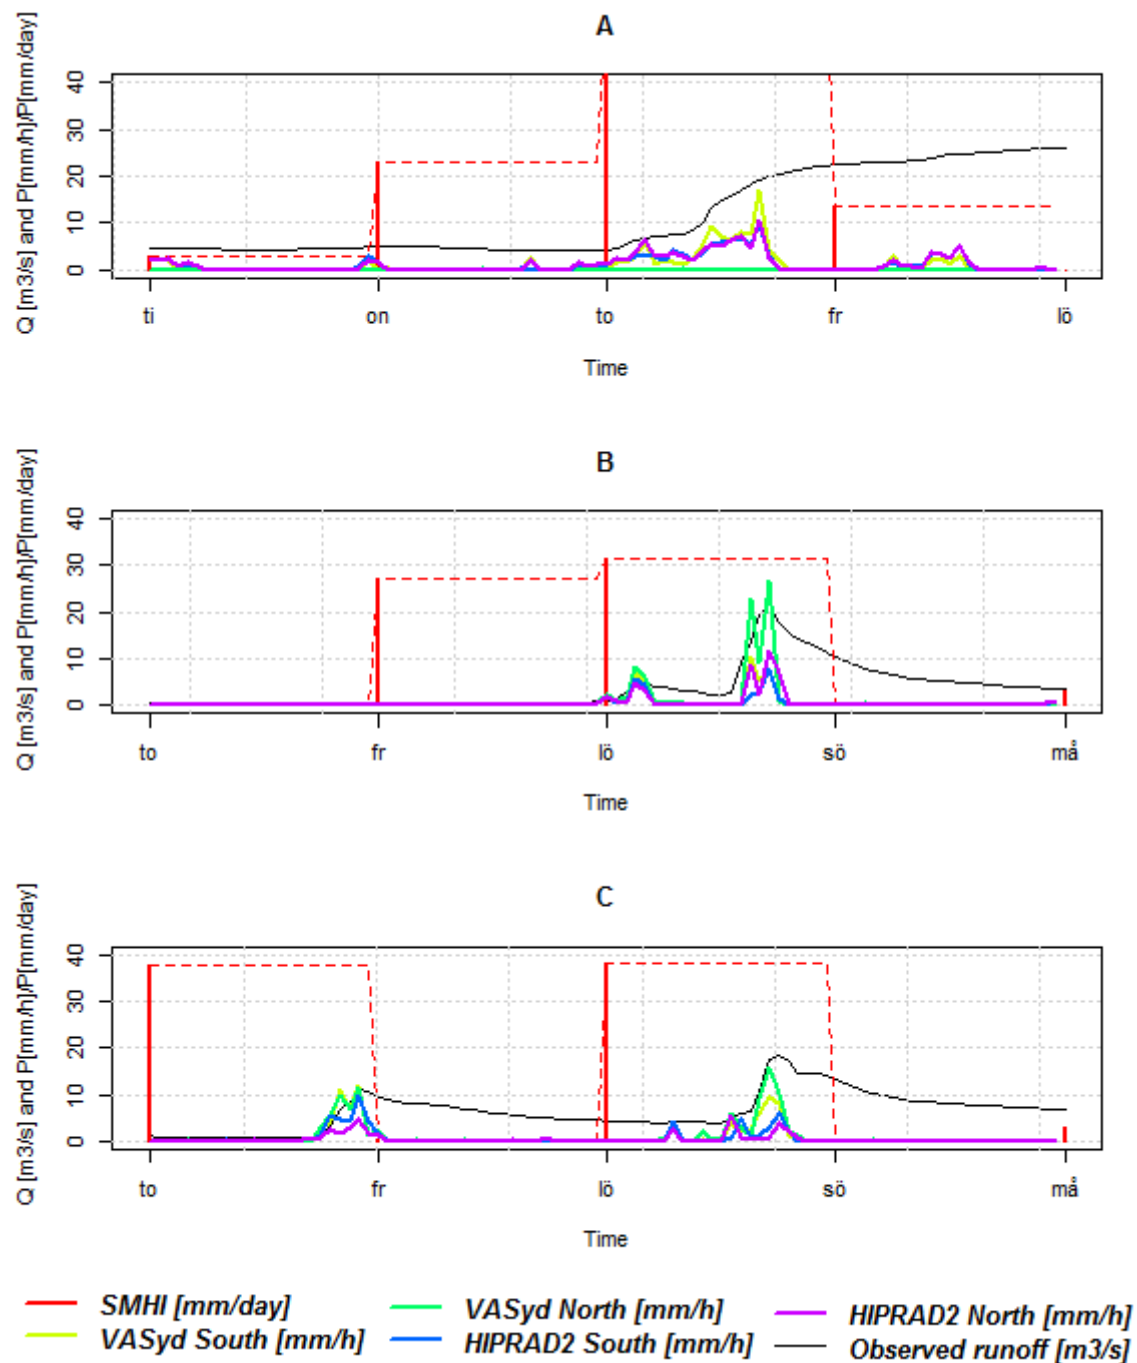 A
Q [m3/s] and P[mm/h]/P[mm/day]
40
30
20
10
0
ti on to fr lö
Time
B
Q [m3/s] and P[mm/h]/P[mm/day]
40
30
20
10
0
to fr lö sö må
Time
C
Q [m3/s] and P[mm/h]/P[mm/day]
40
30
20
10
0
to fr lö sö må
Time
SMHI [mm/day] VASyd North [mm/h] HIPRAD2 North [mm/h]
VASyd South [mm/h] HIPRAD2 South [mm/h] Observed runoff [m3/s]